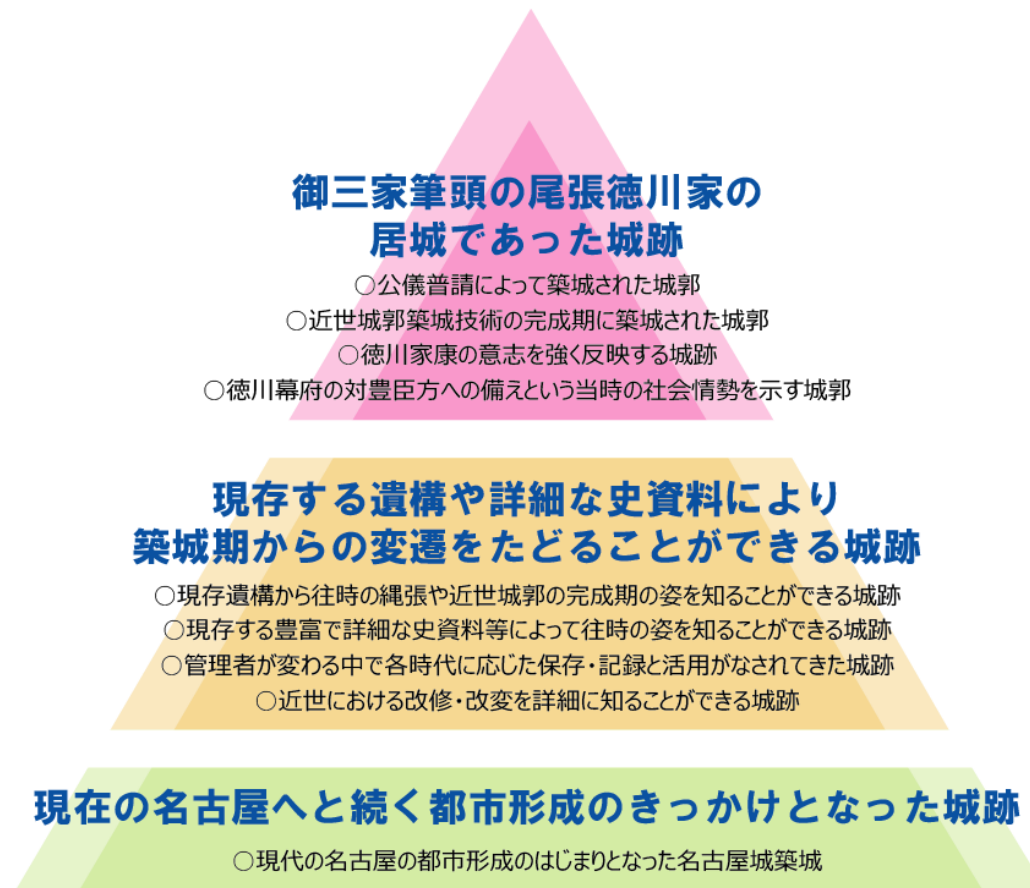 御三家筆頭の尾張徳川家の
居城であった城跡
○公儀普請によって築城された城郭
○近世城郭築城技術の完成期に築城された城郭
○徳川家康の意志を強く反映する城跡
○徳川幕府の対豊臣方への備えという当時の社会情勢を示す城郭
現存する遺構や詳細な史資料により
築城期からの変遷をたどることができる城跡
○現存遺構から往時の縄張や近世城郭の完成期の姿を知ることができる城跡
○現存する豊富で詳細な史資料等によって往時の姿を知ることができる城跡
○管理者が変わる中で各時代に応じた保存・記録と活用がなされてきた城跡
○近世における改修・改変を詳細に知ることができる城跡
現在の名古屋へと続く都市形成のきっかけとなった城跡
○現代の名古屋の都市形成のはじまりとなった名古屋城築城